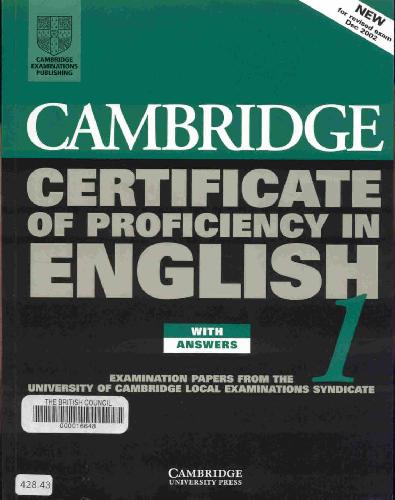 NEW
for revised exam
Dec 2002
CAMBRIDGE
EXAMINATIONS
PUBLISHING
CAMBRIDGE
CERTIFICATE
OF PROFICIENCY IN
ENGLISH
1
WITH
ANSWERS
EXAMINATION PAPERS FROM THE
UNIVERSITY OF CAMBRIDGE LOCAL EXAMINATIONS SYNDICATE
THE BRITISH COUNCIL
000016648
428.43
CAMBRIDGE
UNIVERSITY PRESS